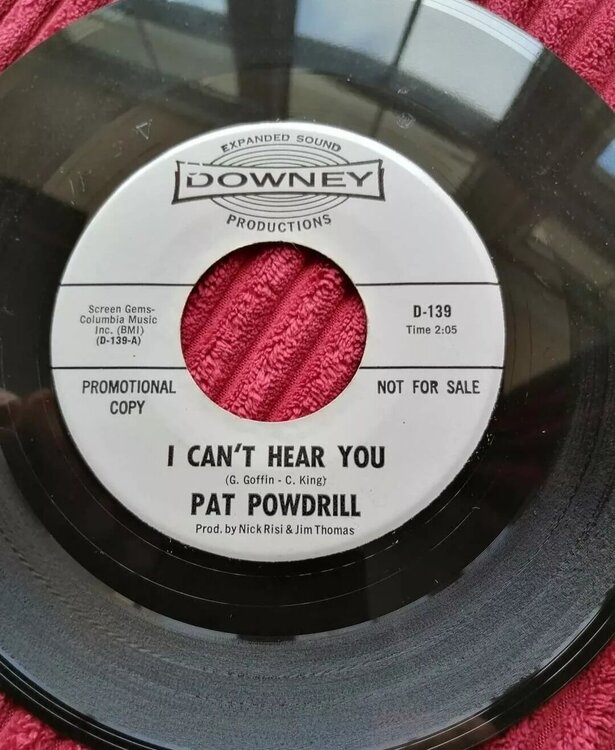 EXPANDED SOUND
DOWNEY
PRODUCTIONS
Screen Gems-
Columbia Music
Inc. (BMI)
(D-139-A)
D-139
Time 2:05
PROMOTIONAL
COPY
NOT FOR SALE
I CAN'T HEAR YOU
(G. Goffin - C. King)
PAT POWDRILL
Prod. by Nick Risi & Jim Thomas